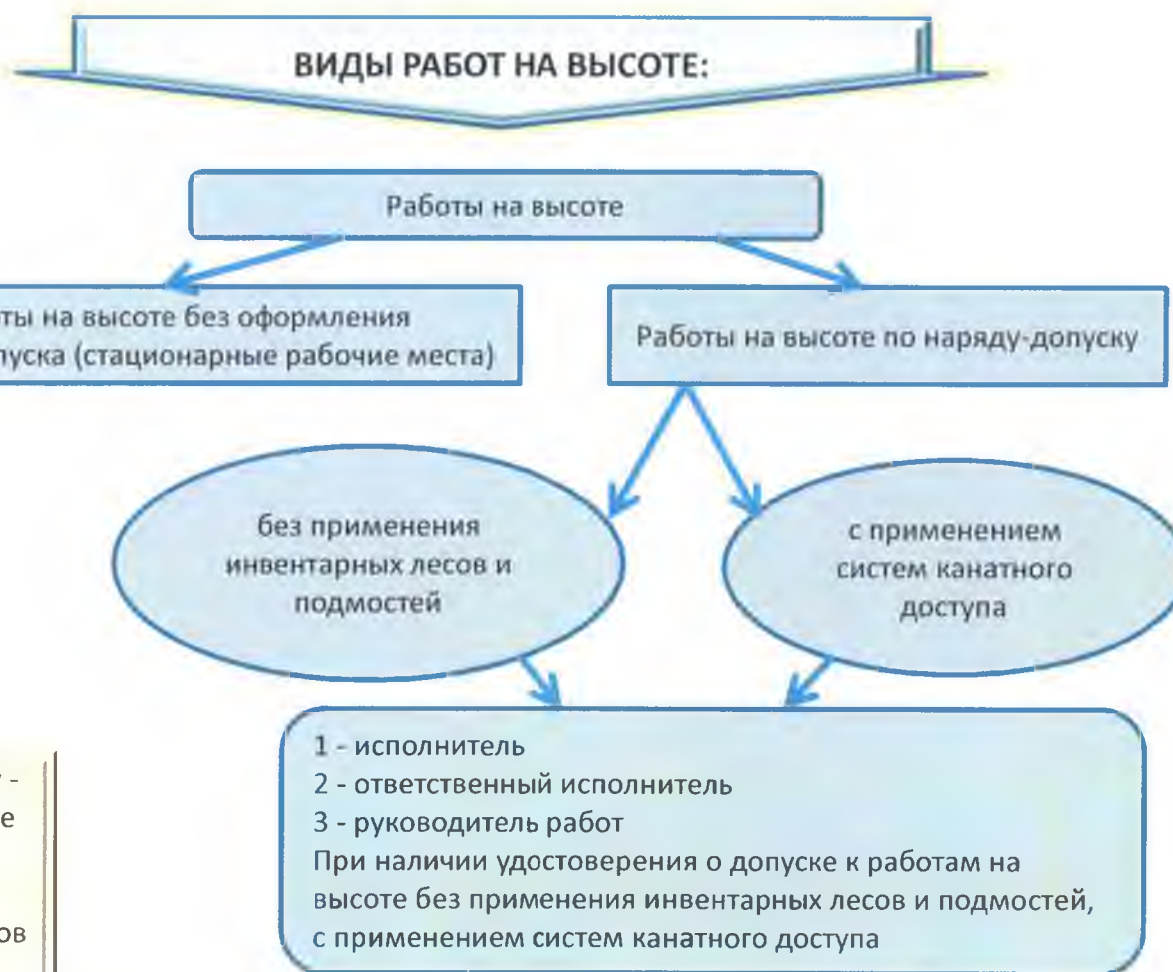 ВИДЫ РАБОТ НА ВЫСОТЕ:
Работы на высоте
ты на высоте без оформления
пуска (стационарные рабочие места)
Работы на высоте по наряду-допуску
без применения
инвентарных лесов и
подмостей
с применением
систем канатного
доступа
1 - исполнитель
2 - ответственный исполнитель
3 - руководитель работ
При наличии удостоверения о допуске к работам на
высоте без применения инвентарных лесов и подмостей,
с применением систем канатного доступа
-
е
ов